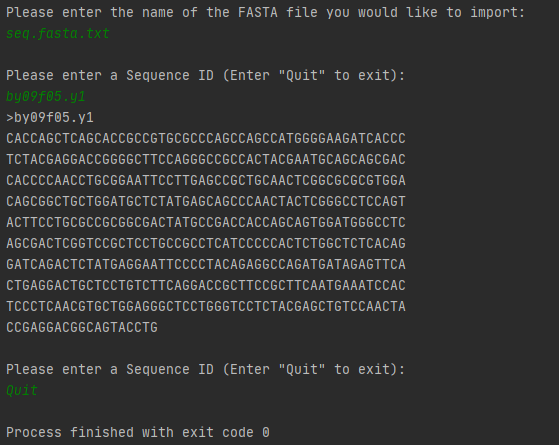 Please enter the name of the FASTA file you would like to import:
seq.fasta.txt
Please enter a Sequence ID (Enter "Quit" to exit):
by09f05.y1
>by09f05.y1
CACCAGCTCAGCACCGCCGTGCGCCCAGCCAGCCATGGGGAAGATCACCC
TCTACGAGGACCGGGGCTTCCAGGGCCGCCACTACGAATGCAGCAGCGAC
CACCCCAACCTGCGGAATTCCTTGAGCCGCTGCAACTCGGCGCGCGTGGA
CAGCGGCTGCTGGATGCTCTATGAGCAGCCCAACTACTCGGGCCTCCAGT
ACTTCCTGCGCCGCGGCGACTATGCCGACCACCAGCAGTGGATGGGCCTC
AGCGACTCGGTCCGCTCCTGCCGCCTCATCCCCCACTCTGGCTCTCACAG
GATCAGACTCTATGAGGAATTCCCCTACAGAGGCCAGATGATAGAGTTCA
CTGAGGACTGCTCCTGTCTTCAGGACCGCTTCCGCTTCAATGAAATCCAC
TCCCTCAACGTGCTGGAGGGCTCCTGGGTCCTCTACGAGCTGTCCAACTA
CCGAGGACGGCAGTACCTG
Please enter a Sequence ID (Enter "Quit" to exit):
Quit
Process finished with exit code 0